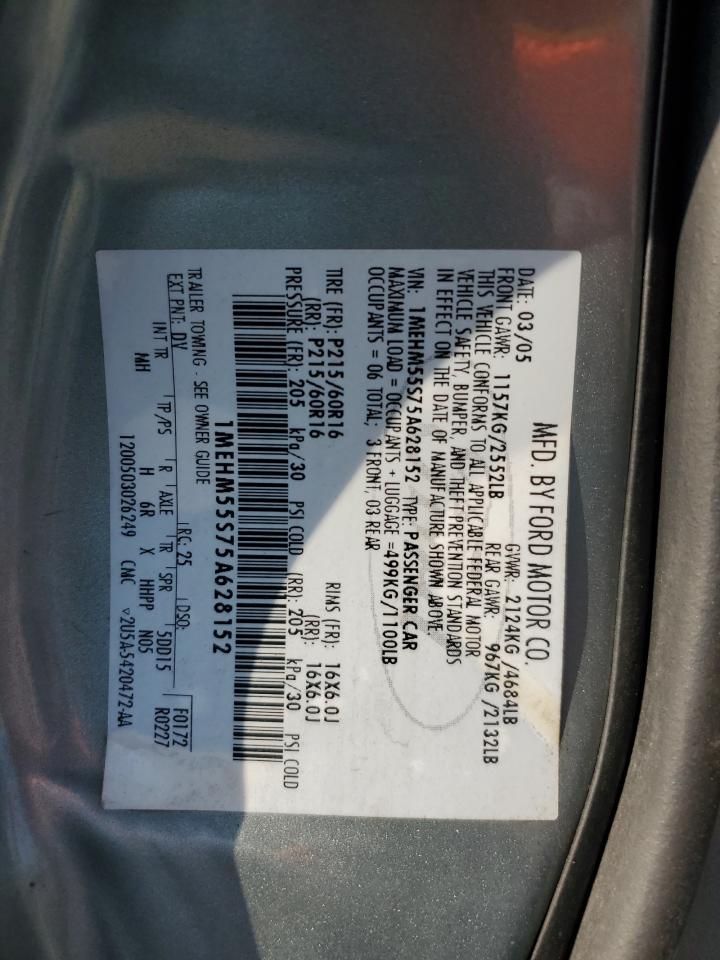 MFD. BY FORD MOTOR CO.
DATE: 03/05 GVWR: 2124KG /4684LB
FRONT GAWR: 1157KG/2552LB REAR GAWR: 967KG /2132LB
THIS VEHICLE CONFORMS TO ALL APPLICABLE FEDERAL MOTOR
VEHICLE SAFETY, BUMPER, AND THEFT PREVENTION STANDARDS
IN EFFECT ON THE DATE OF MANUFACTURE SHOWN ABOVE.
VIN: 1MEHM55S75A628152 TYPE: PASSENGER CAR
MAXIMUM LOAD = OCCUPANTS + LUGGAGE =499KG/1100LB
OCCUPANTS = 06 TOTAL; 3 FRONT; 03 REAR
TIRE (FR): P215/60R16 RIMS (FR): 16X6.0J
(RR): P215/60R16 (RR): 16X6.0J
PRESSURE (FR): 205 kPa/30 PSI COLD (RR): 205 kPa/30 PSI COLD
1MEHM55S75A628152
TRAILER TOWING - SEE OWNER GUIDE
EXT PNT: DV RC: 25 DSO: F0172
INT TR TP/PS R AXLE TR SPR 5DD15 R0227
MH H 6R X HHPP N05
1200503026249 CMC ▽2U5A-5420472-AA